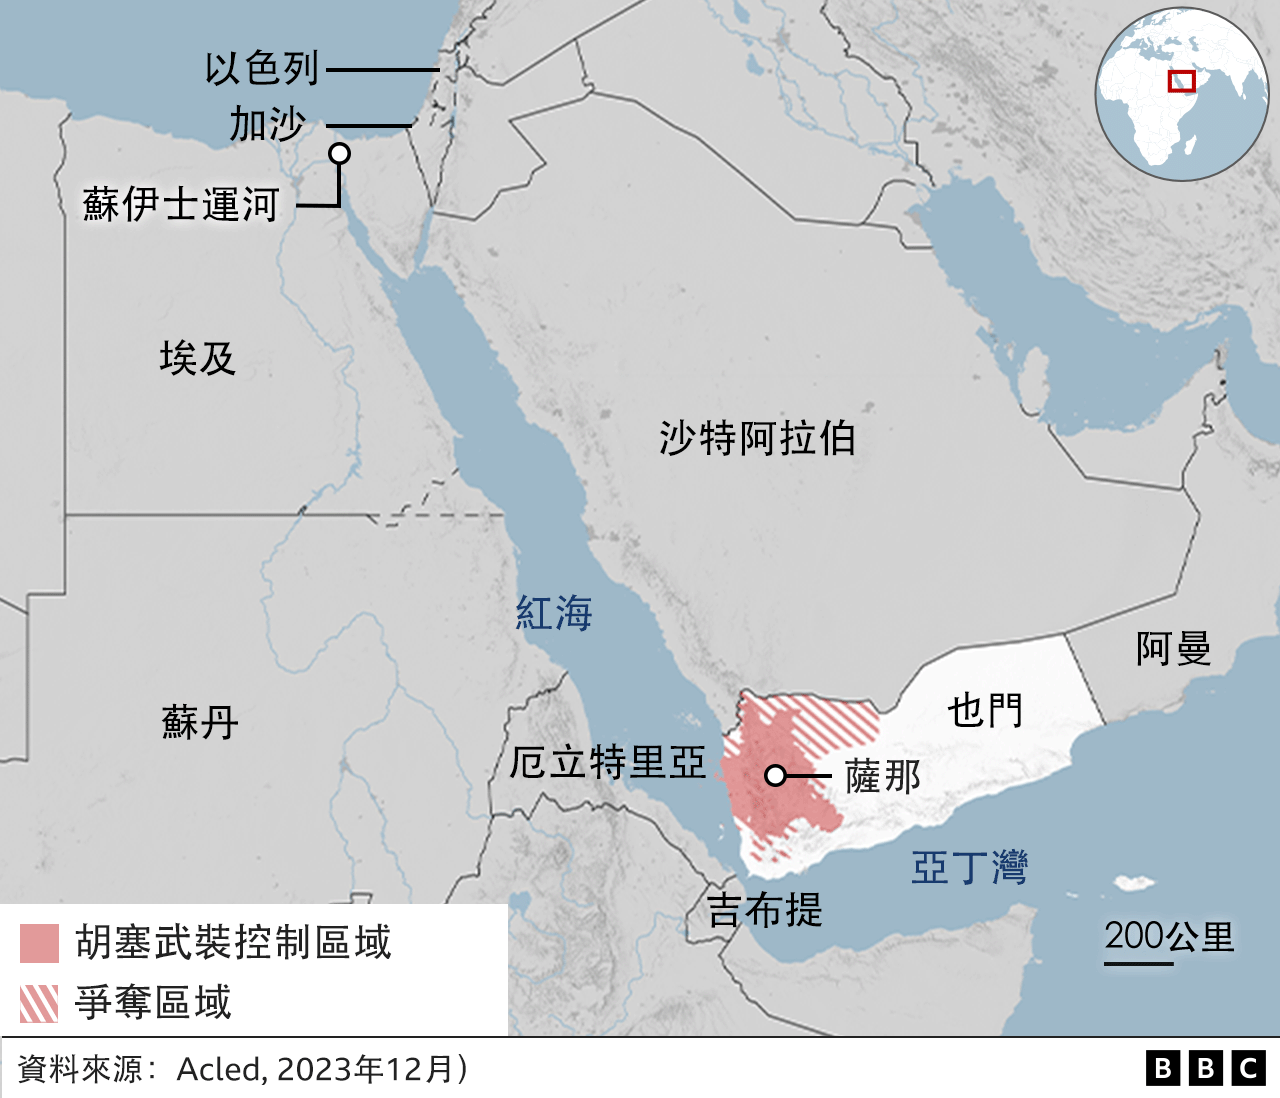 以色列
加沙
蘇伊士運河
埃及
沙特阿拉伯
紅海
阿曼
也門
蘇丹
厄立特里亞
薩那
亞丁灣
吉布提
200公里
胡塞武裝控制區域
爭奪區域
資料來源：Acled, 2023年12月)
BBC